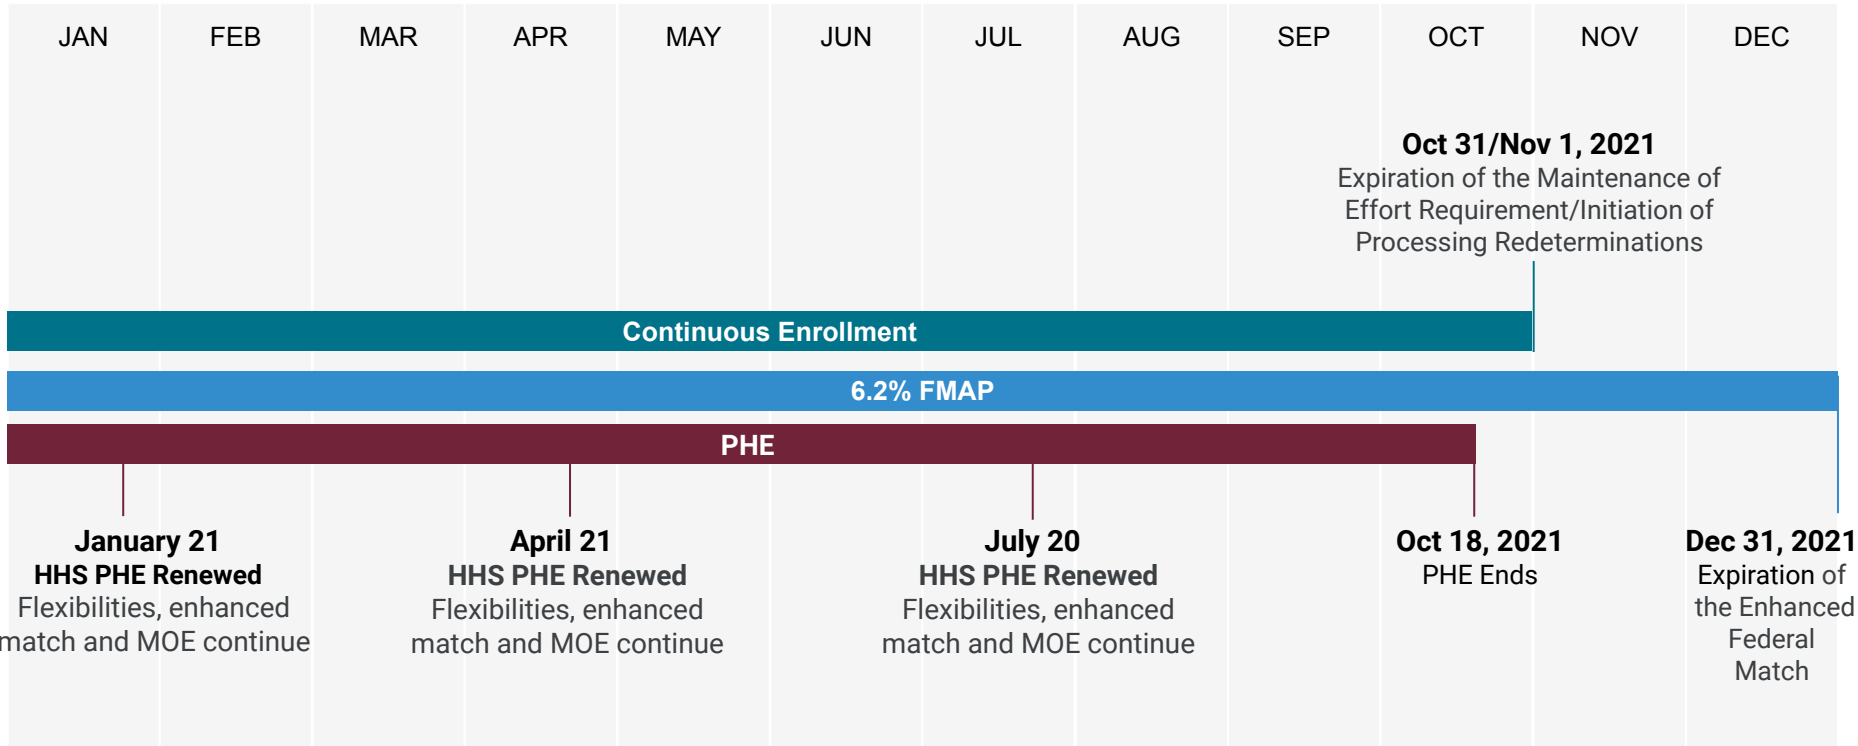 JAN FEB MAR APR MAY JUN JUL AUG SEP OCT NOV DEC
Oct 31/Nov 1, 2021
Expiration of the Maintenance of
Effort Requirement/Initiation of
Processing Redeterminations
Continuous Enrollment
6.2% FMAP
PHE
January 21
HHS PHE Renewed
Flexibilities, enhanced
match and MOE continue
April 21
HHS PHE Renewed
Flexibilities, enhanced
match and MOE continue
July 20
HHS PHE Renewed
Flexibilities, enhanced
match and MOE continue
Oct 18, 2021
PHE Ends
Dec 31, 2021
Expiration of
the Enhanced
Federal
Match